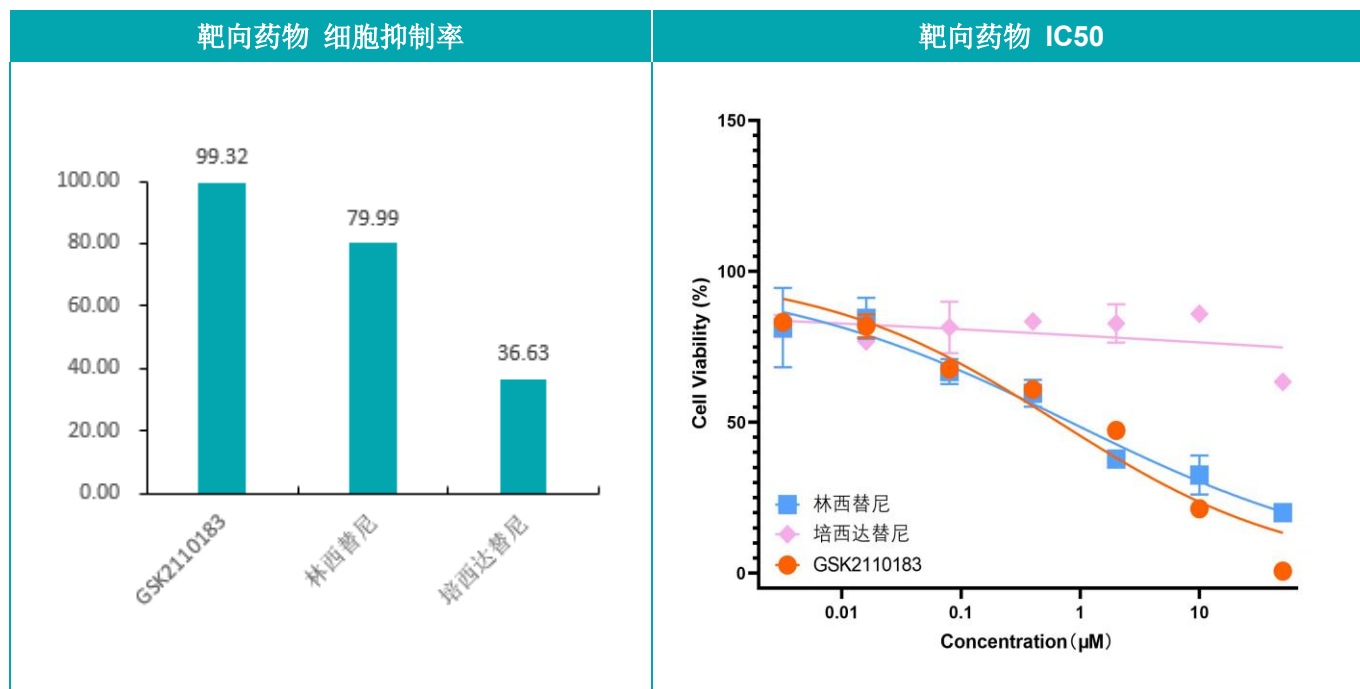 靶向药物 细胞抑制率
靶向药物 IC50
99.32
79.99
36.63
100.00
80.00
60.00
40.00
20.00
0.00
GSK2110183
林西替尼
培西达替尼
150
100
50
0
Cell Viability (%)
林西替尼
培西达替尼
GSK2110183
0.01
0.1
1
10
Concentration(μM)